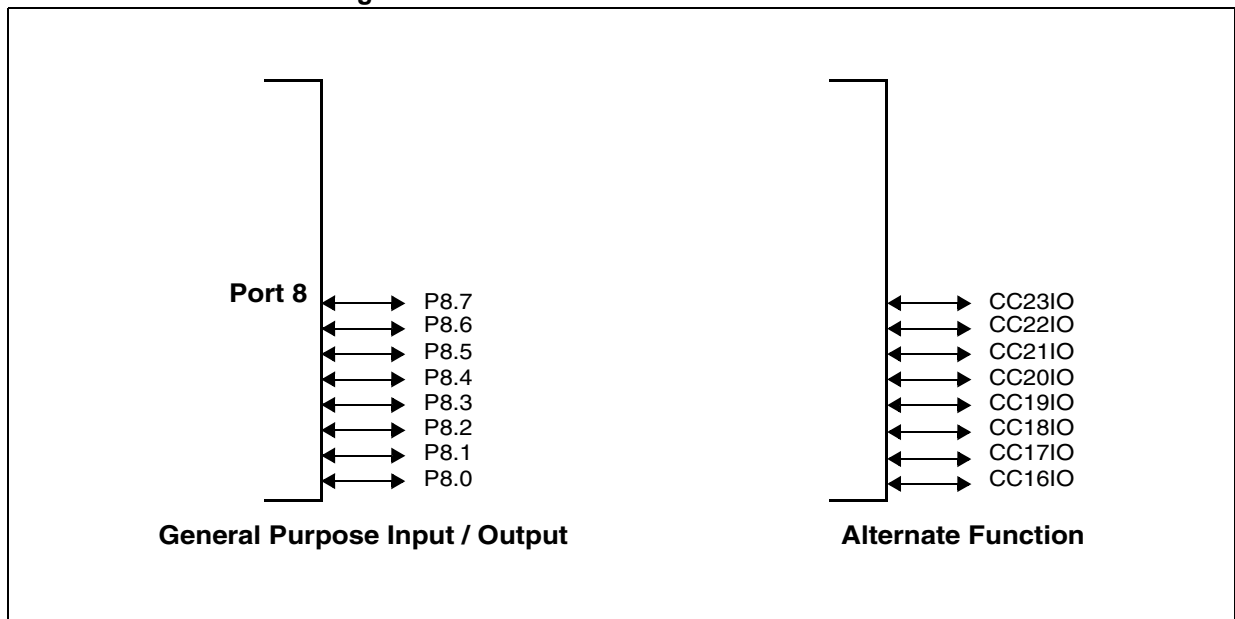 Port 8
P8.7
P8.6
P8.5
P8.4
P8.3
P8.2
P8.1
P8.0
General Purpose Input / Output
CC23IO
CC22IO
CC21IO
CC20IO
CC19IO
CC18IO
CC17IO
CC16IO
Alternate Function